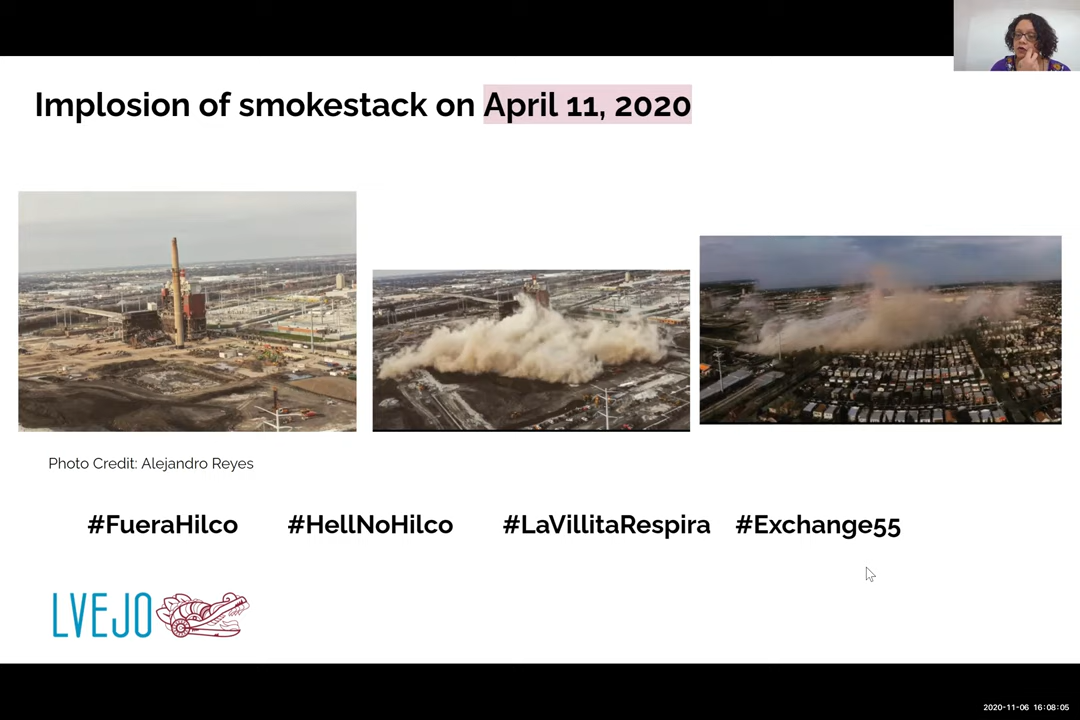 Implosion of smokestack on April 11, 2020
Photo Credit: Alejandro Reyes
#FueraHilco #HellNoHilco #LaVillitaRespira #Exchange55
LVEJO
2020-11-06 16:08:05